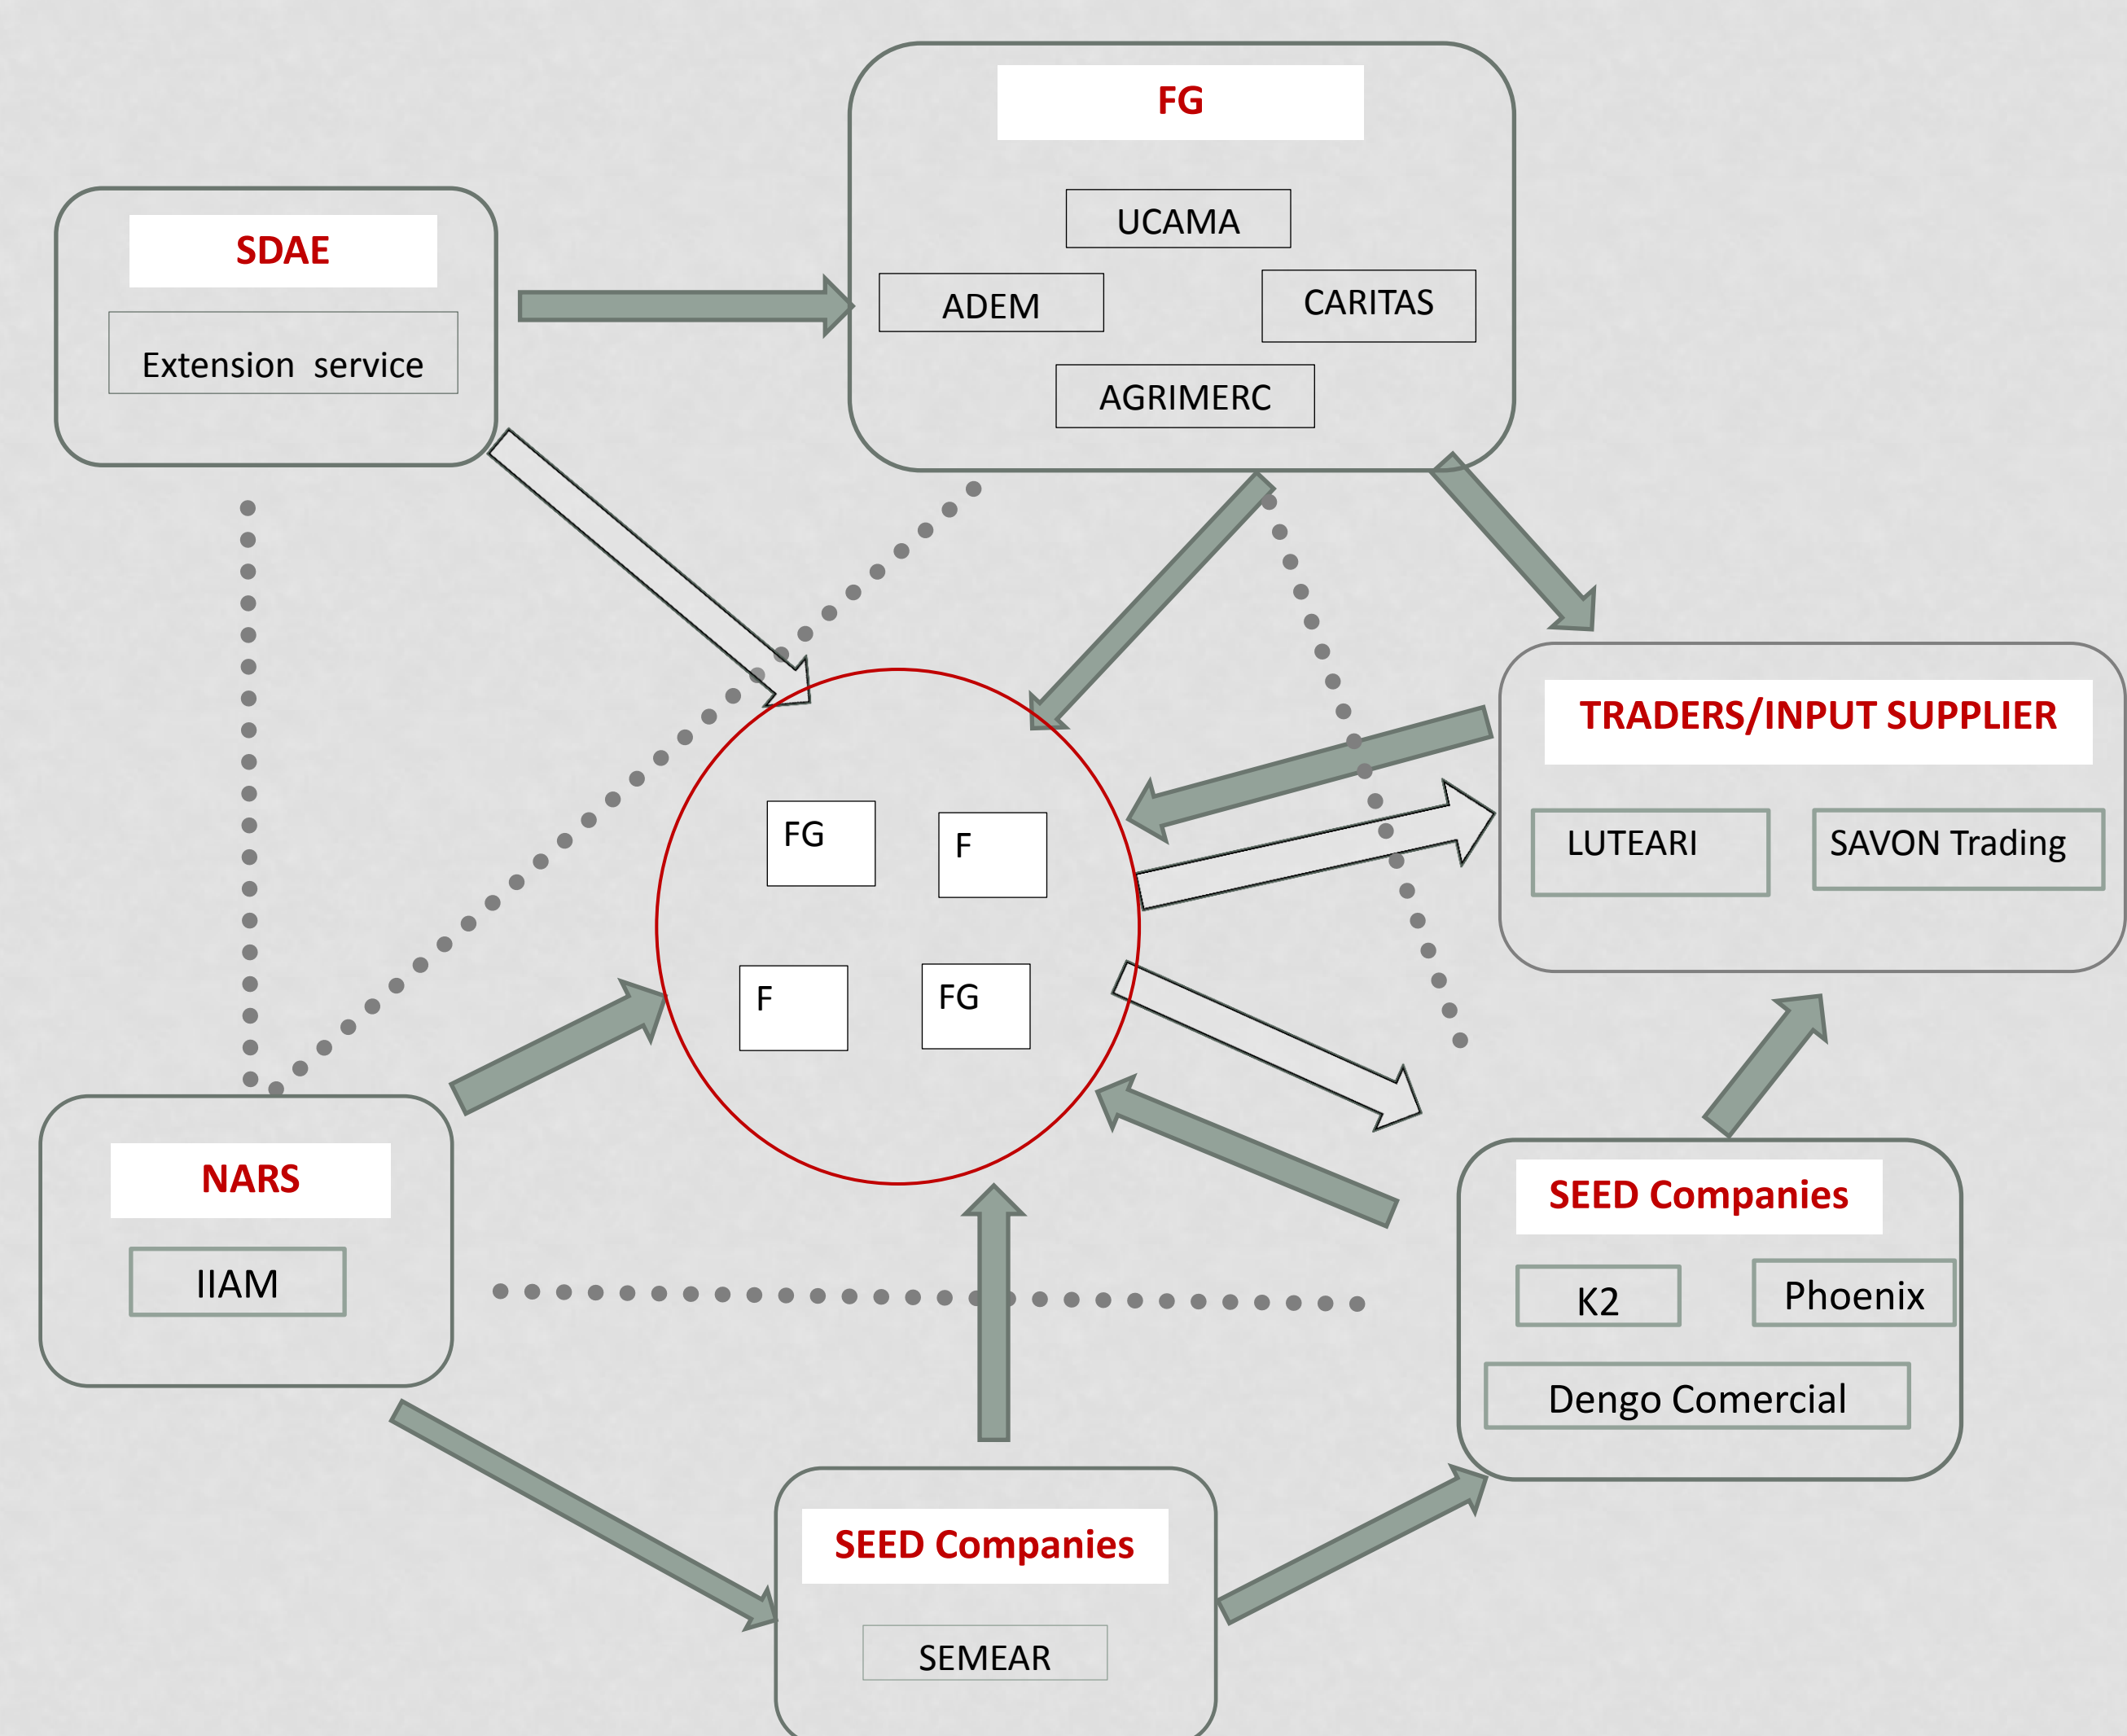 FG
UCAMA
ADEM
CARITAS
AGRIMERC
SDAE
Extension service
TRADERS/INPUT SUPPLIER
LUTEARI
SAVON Trading
FG
F
F
FG
NARS
IIAM
SEED Companies
K2
Phoenix
Dengo Comercial
SEED Companies
SEMEAR